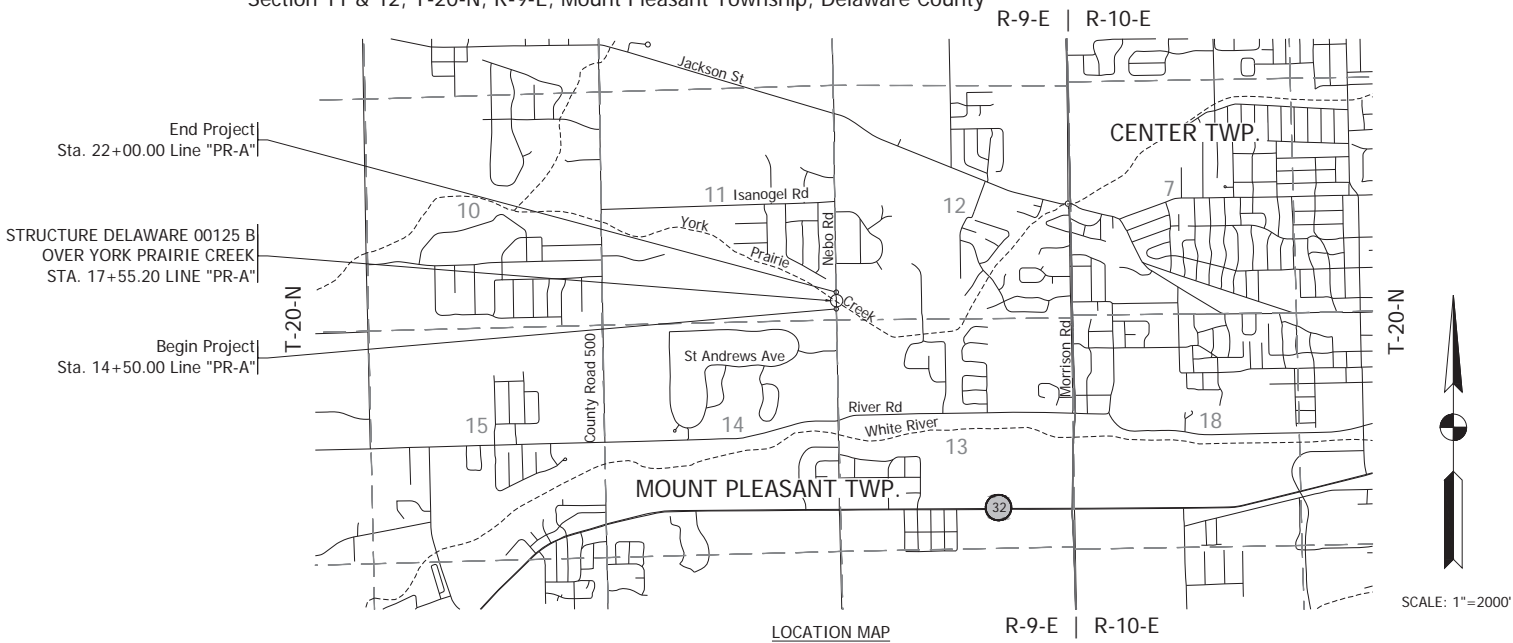 Section 11 & 12, T-20-N, R-9-E, Mount Pleasant Township, Delaware County
R-9-E | R-10-E
Jackson St
End Project
Sta. 22+00.00 Line "PR-A"
CENTER TWP.
11 Isanogel Rd
7
10
12
York
Prairie
Creek
Nebo Rd
STRUCTURE DELAWARE 00125 B
OVER YORK PRAIRIE CREEK
STA. 17+55.20 LINE "PR-A"
T-20-N
T-20-N
Begin Project
Sta. 14+50.00 Line "PR-A"
County Road 500
St Andrews Ave
Morrison Rd
River Rd
White River
15
14
13
18
MOUNT PLEASANT TWP.
32
SCALE: 1"=2000'
LOCATION MAP
R-9-E | R-10-E